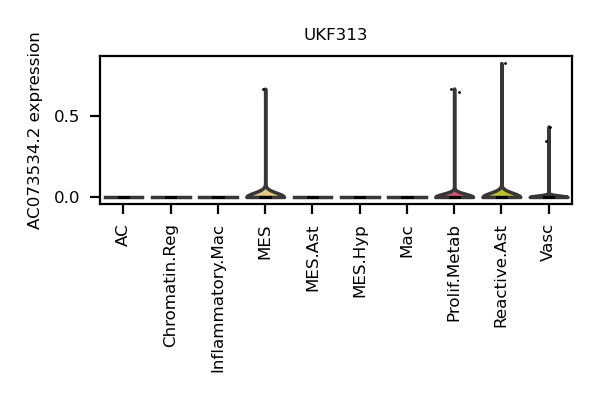 UKF313
AC073534.2 expression
0.5
0.0
AC
Chromatin.Reg
Inflammatory.Mac
MES
MES.Ast
MES.Hyp
Mac
Prolif.Metab
Reactive.Ast
Vasc